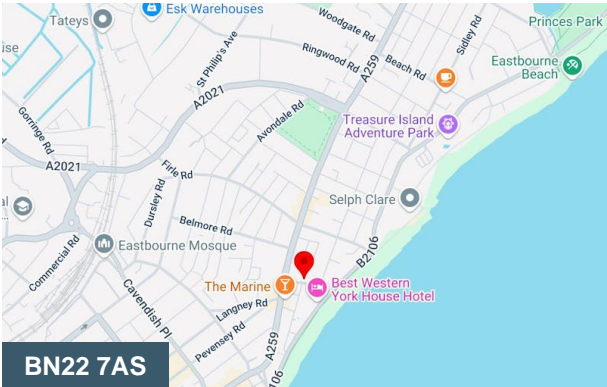 Tateys
Esk Warehouses
Woodgate Rd
Princes Park
St Philip's Ave
Ringwood Rd
A259
Beach Rd
Sidley Rd
Eastbourne
Beach
A2021
Avondale Rd
Treasure Island
Adventure Park
Gorringe Rd
A2021
Firle Rd
Dursley Rd
Selph Clare
Belmore Rd
Eastbourne Mosque
Commercial Rd
B2106
Cavendish Pl
The Marine
Best Western
York House Hotel
Langney Rd
Pevensey Rd
A259
BN22 7AS